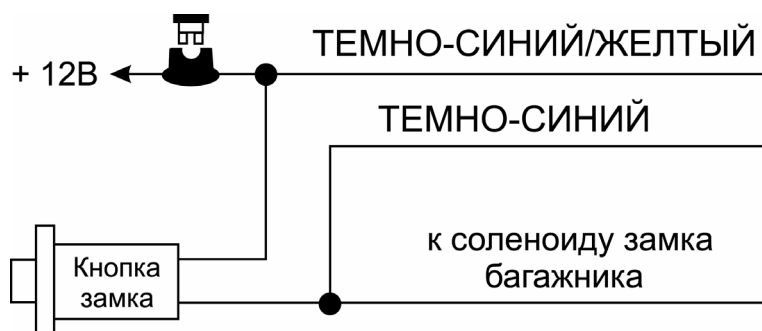 ТЕМНО-СИНИЙ/ЖЕЛТЫЙ
+ 12В
ТЕМНО-СИНИЙ
к соленоиду замка
багажника
Кнопка
замка